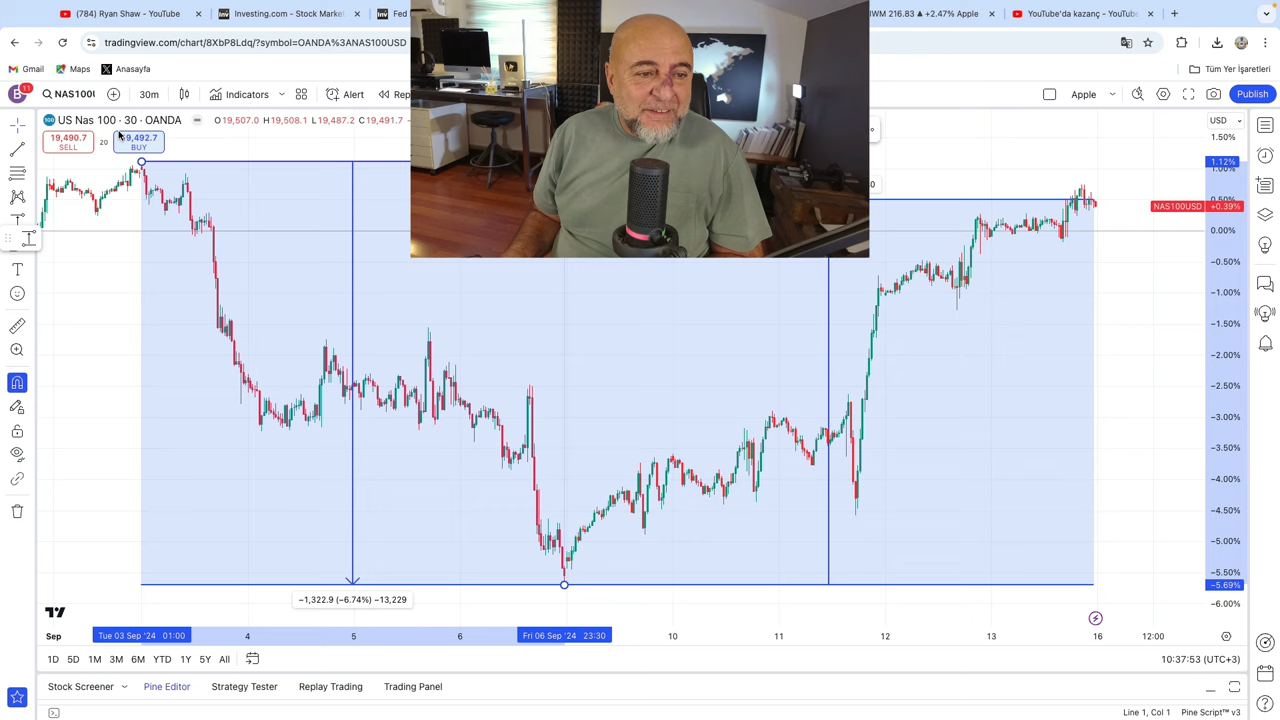 (784) Ryan Shaw - YouTube
Investing.com
Fed
IWM 216.83 ▲ +2.47% Apple
YouTube'da kazanç
tradingview.com/chart/8XbP8Ldq/?symbol=OANDA%3ANAS100USD
Gmail
Maps
Anasayfa
Tüm Yer İşaretleri
B
11
NAS100
30m
Indicators
Alert
Apple
Publish
US Nas 100 · 30 · OANDA
O19,507.0 H19,508.1 L19,487.2 C19,491.7
19,490.7
SELL
20
9,492.7
BUY
USD
1.50%
1.12%
1.00%
0.50%
NAS100USD +0.39%
0.00%
−0.50%
−1.00%
−1.50%
−2.00%
−2.50%
−3.00%
−3.50%
−4.00%
−4.50%
−5.00%
−5.50%
−5.69%
−6.00%
−1,322.9 (−6.74%) −13,229
Sep
Tue 03 Sep '24 01:00
4
5
6
Fri 06 Sep '24 23:30
10
11
12
13
16
12:00
1D 5D 1M 3M 6M YTD 1Y 5Y All
10:37:53 (UTC+3)
Stock Screener
Pine Editor
Strategy Tester
Replay Trading
Trading Panel
Line 1, Col 1
Pine Script™ v3